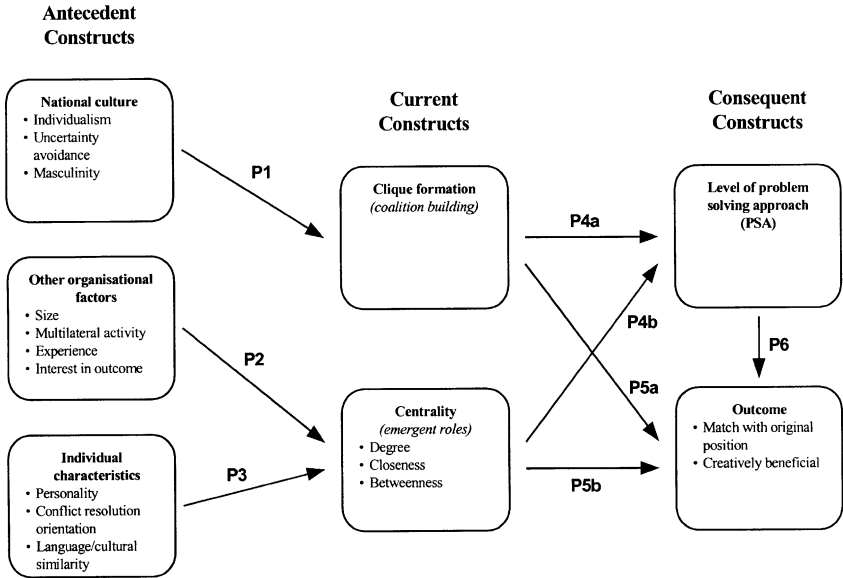 Antecedent
Constructs
National culture
• Individualism
• Uncertainty
avoidance
• Masculinity
P1
Other organisational
factors
• Size
• Multilateral activity
• Experience
• Interest in outcome
P2
Individual
characteristics
• Personality
• Conflict resolution
orientation
• Language/cultural
similarity
P3
Current
Constructs
Clique formation
(coalition building)
Centrality
(emergent roles)
• Degree
• Closeness
• Betweenness
P4a
P4b
P5a
P5b
Consequent
Constructs
Level of problem
solving approach
(PSA)
P6
Outcome
• Match with original
position
• Creatively beneficial